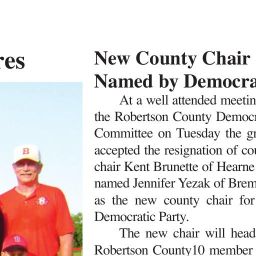 res
New County Chair
Named by Democra
At a well attended meetin
the Robertson County Democr
Committee on Tuesday the gr
accepted the resignation of cou
chair Kent Brunette of Hearne
named Jennifer Yezak of Brem
as the new county chair for
Democratic Party.
The new chair will head
Robertson County10 member